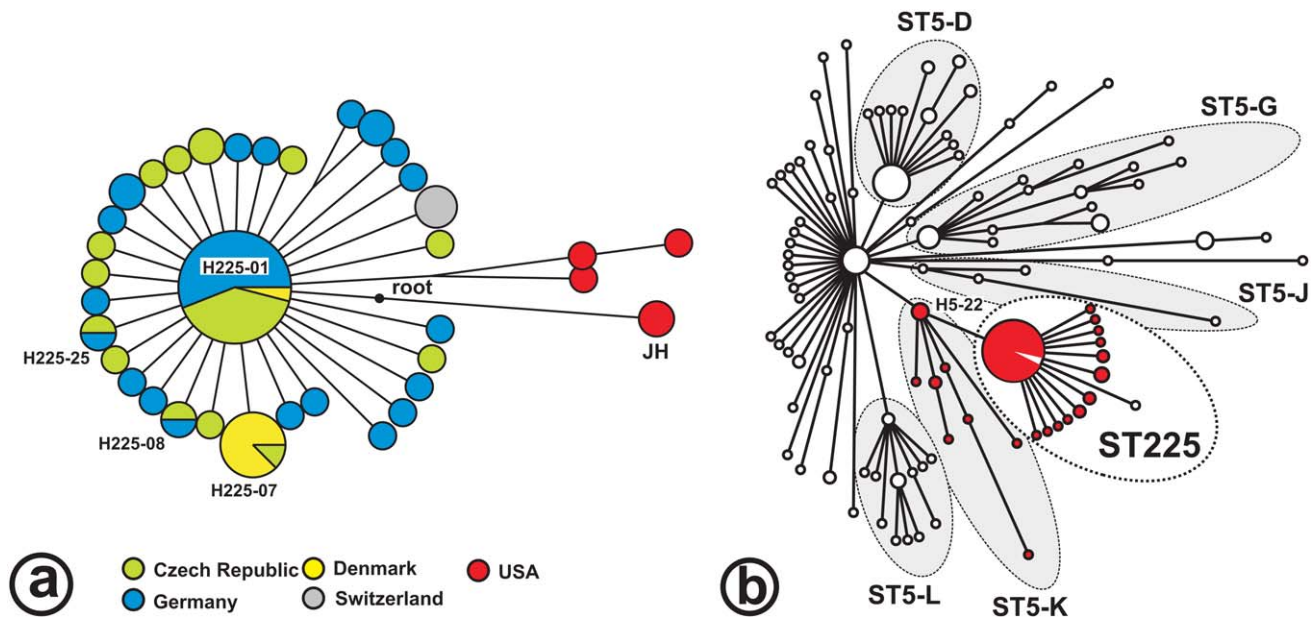 H225-01
root
JH
H225-25
H225-08
H225-07
a
Czech Republic
Denmark
USA
Germany
Switzerland
ST5-D
ST5-G
ST5-J
H5-22
ST225
ST5-L
ST5-K
b